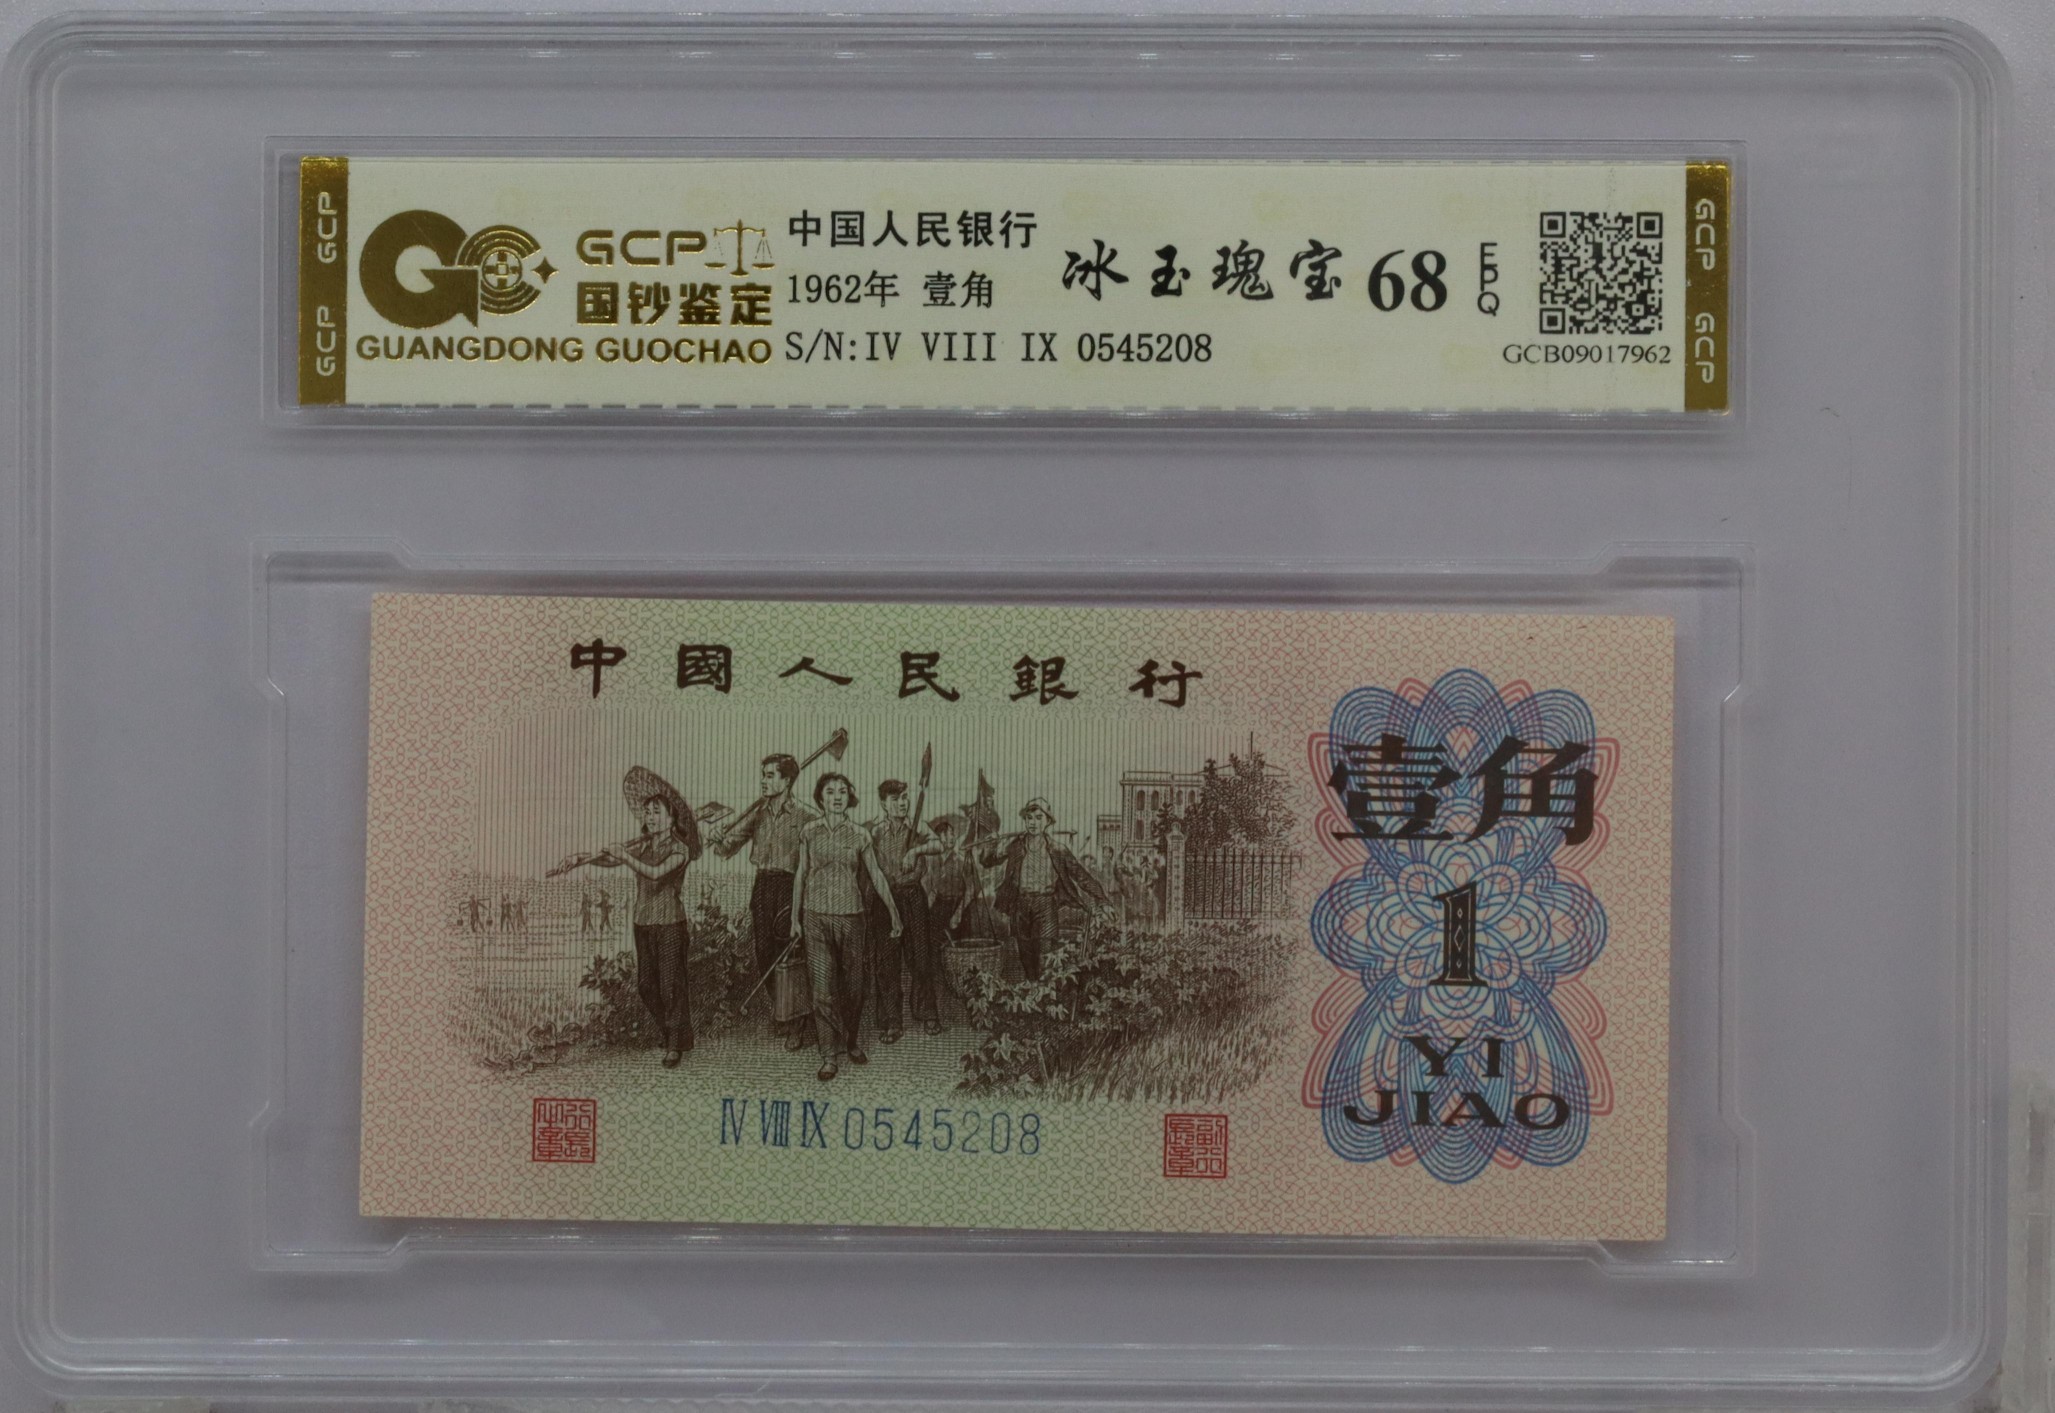 GCP
GCP
GCP
国钞鉴定
GUANGDONG GUOCHAO
中国人民银行
1962年 壹角
S/N:IV VIII IX 0545208
冰玉瑰宝 68
EPQ
GCB09017962
GCP
GCP
中國人民銀行
壹角
1
YI
JIAO
IV VIII IX 0545208